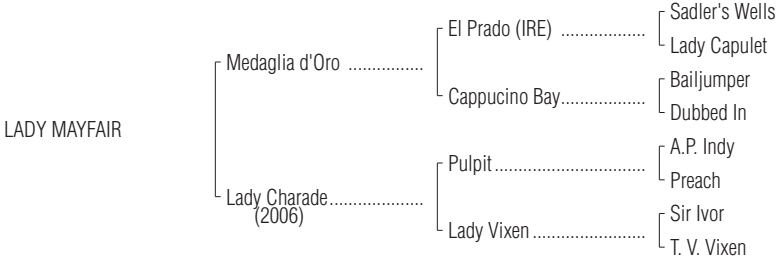 Sadler's Wells
El Prado (IRE) ...................
Lady Capulet
Medaglia d'Oro ................
Bailjumper
Cappucino Bay...................
Dubbed In
LADY MAYFAIR
A.P. Indy
Pulpit.................................
Preach
Lady Charade....................
(2006)
Sir Ivor
Lady Vixen .........................
T. V. Vixen